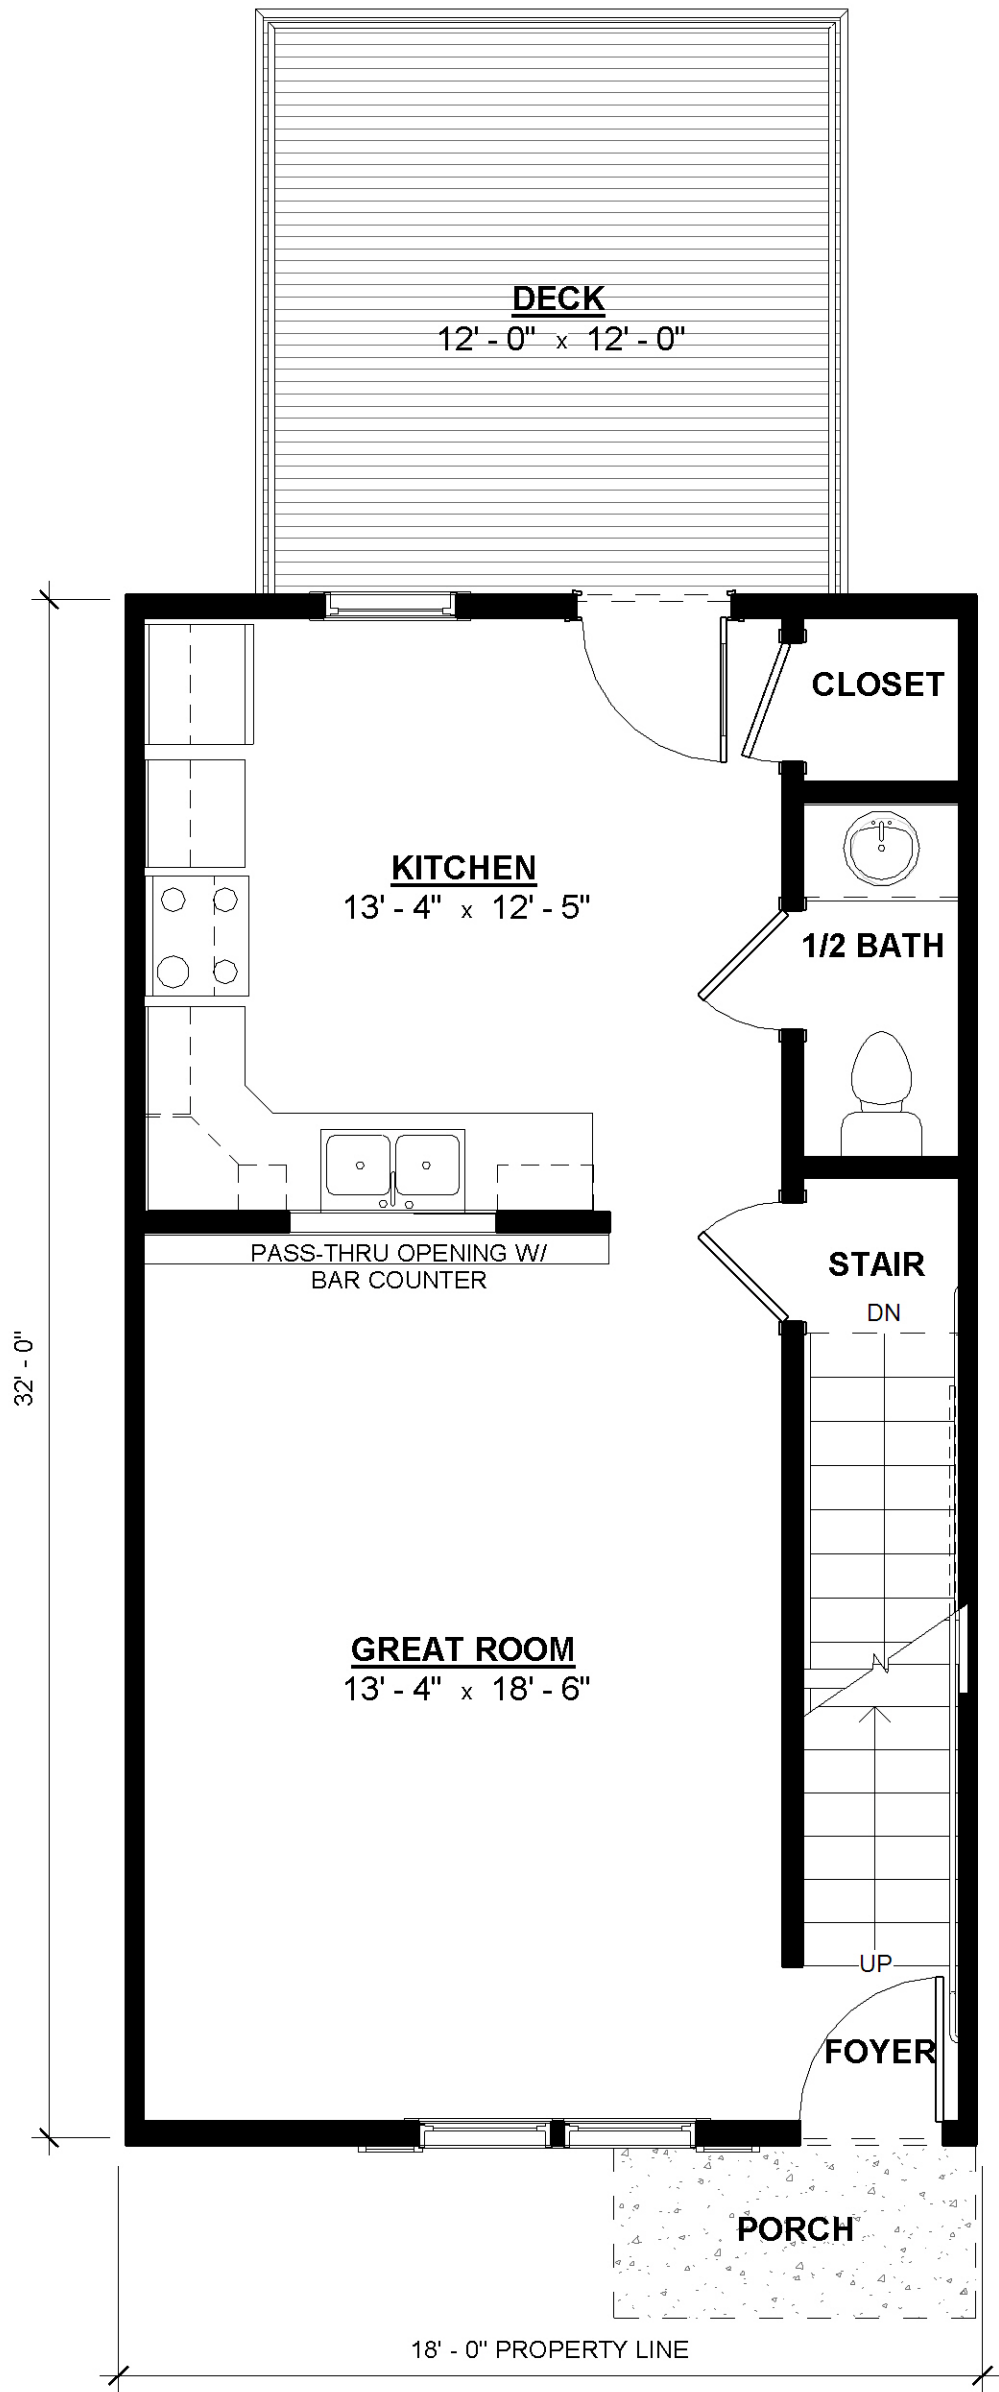 DECK
12' - 0" x 12' - 0"
CLOSET
KITCHEN
13' - 4" x 12' - 5"
1/2 BATH
PASS-THRU OPENING W/
BAR COUNTER
STAIR
DN
32' - 0"
GREAT ROOM
13' - 4" x 18' - 6"
UP
FOYER
PORCH
18' - 0" PROPERTY LINE